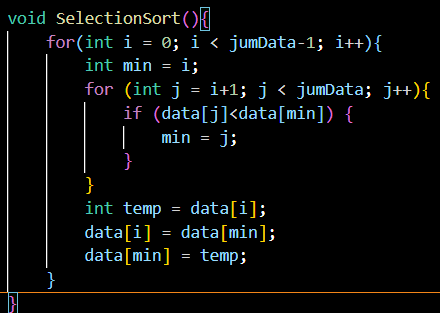 void SelectionSort(){
for(int i = 0; i < jumData-1; i++){
int min = i;
for (int j = i+1; j < jumData; j++){
if (data[j]<data[min]) {
min = j;
}
}
int temp = data[i];
data[i] = data[min];
data[min] = temp;
}
}